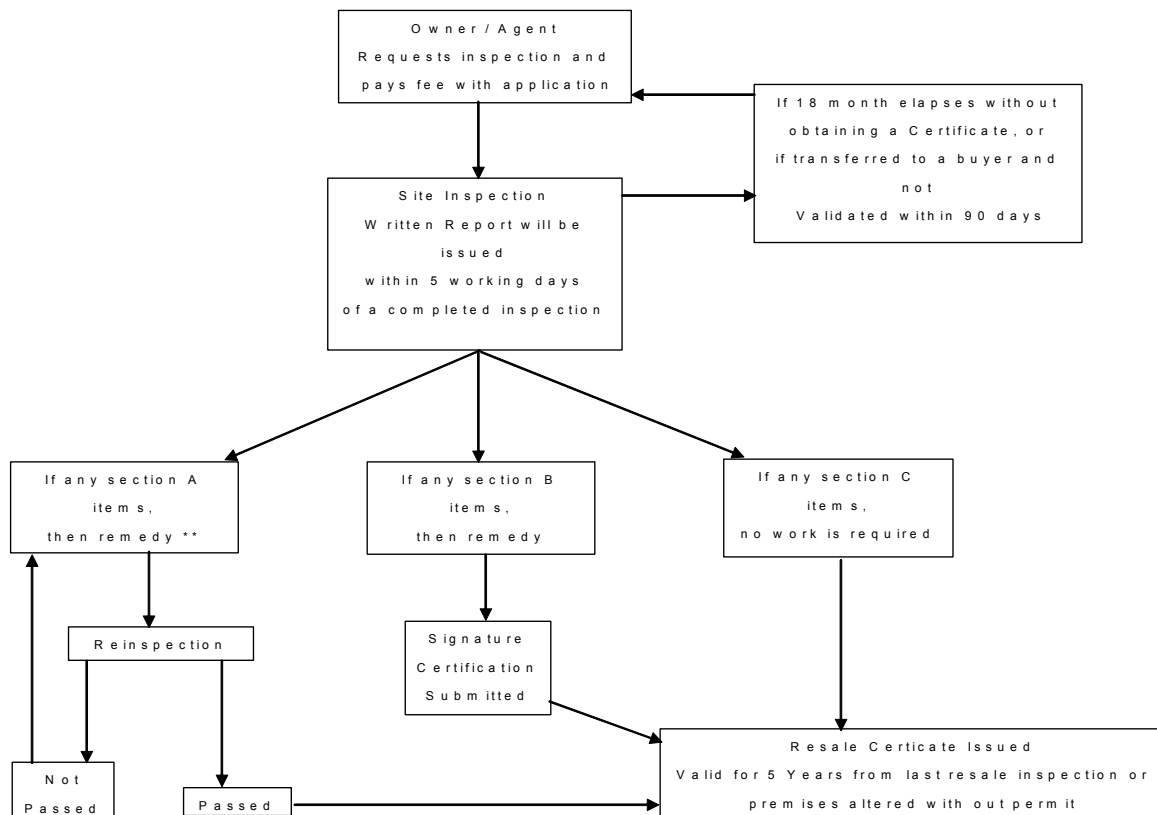 Owner / Agent
Requests inspection and
pays fee with application
If 18 month elapses without
obtaining a Certificate, or
if transferred to a buyer and
not
Validated within 90 days
Site Inspection
Written Report will be
issued
within 5 working days
of a completed inspection
If any section A
items,
then remedy **
If any section B
items,
then remedy
If any section C
items,
no work is required
Reinspection
Signature
Certification
Submitted
Not
Passed
Passed
Resale Certicate Issued
Valid for 5 Years from last resale inspection or
premises altered with out permit